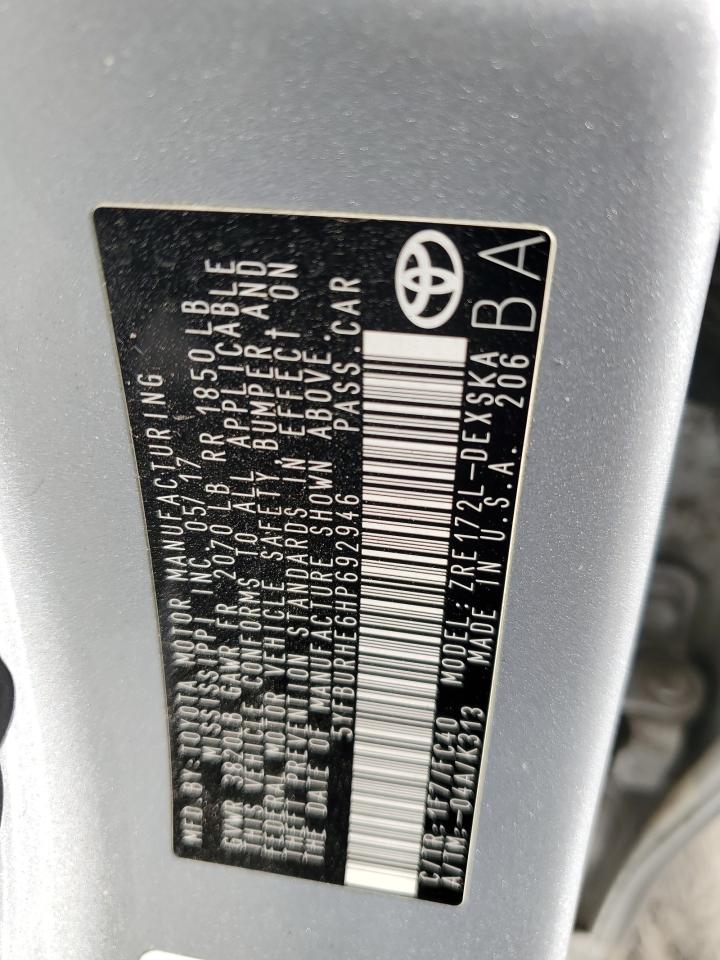 MFD BY: TOYOTA MOTOR MANUFACTURING
MISSISSIPPI INC. 05/17
GVWR 3820LB GAWR FR 2070 LB RR 1850 LB
THIS VEHICLE CONFORMS TO ALL APPLICABLE
FEDERAL MOTOR VEHICLE SAFETY, BUMPER AND
THEFT PREVENTION STANDARDS IN EFFECT ON
THE DATE OF MANUFACTURE SHOWN ABOVE.
5YFBURHE6HP692946 PASS.CAR
C/TR: 1F7/FC40 MODEL: ZRE172L-DEXSKA
A/TM: -04A/K313 MADE IN U.S.A. 206
BA